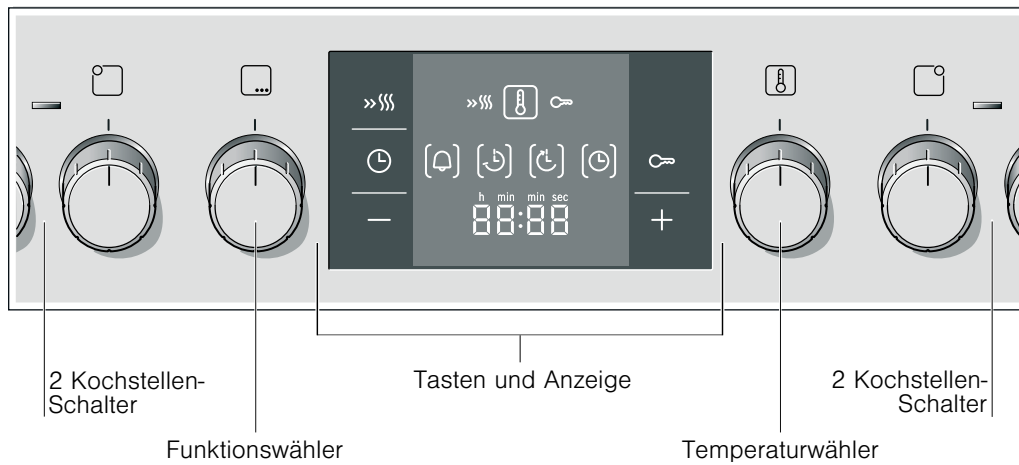 h min min sec
88:88
2 Kochstellen-
Schalter
Tasten und Anzeige
2 Kochstellen-
Schalter
Funktionswähler
Temperaturwähler